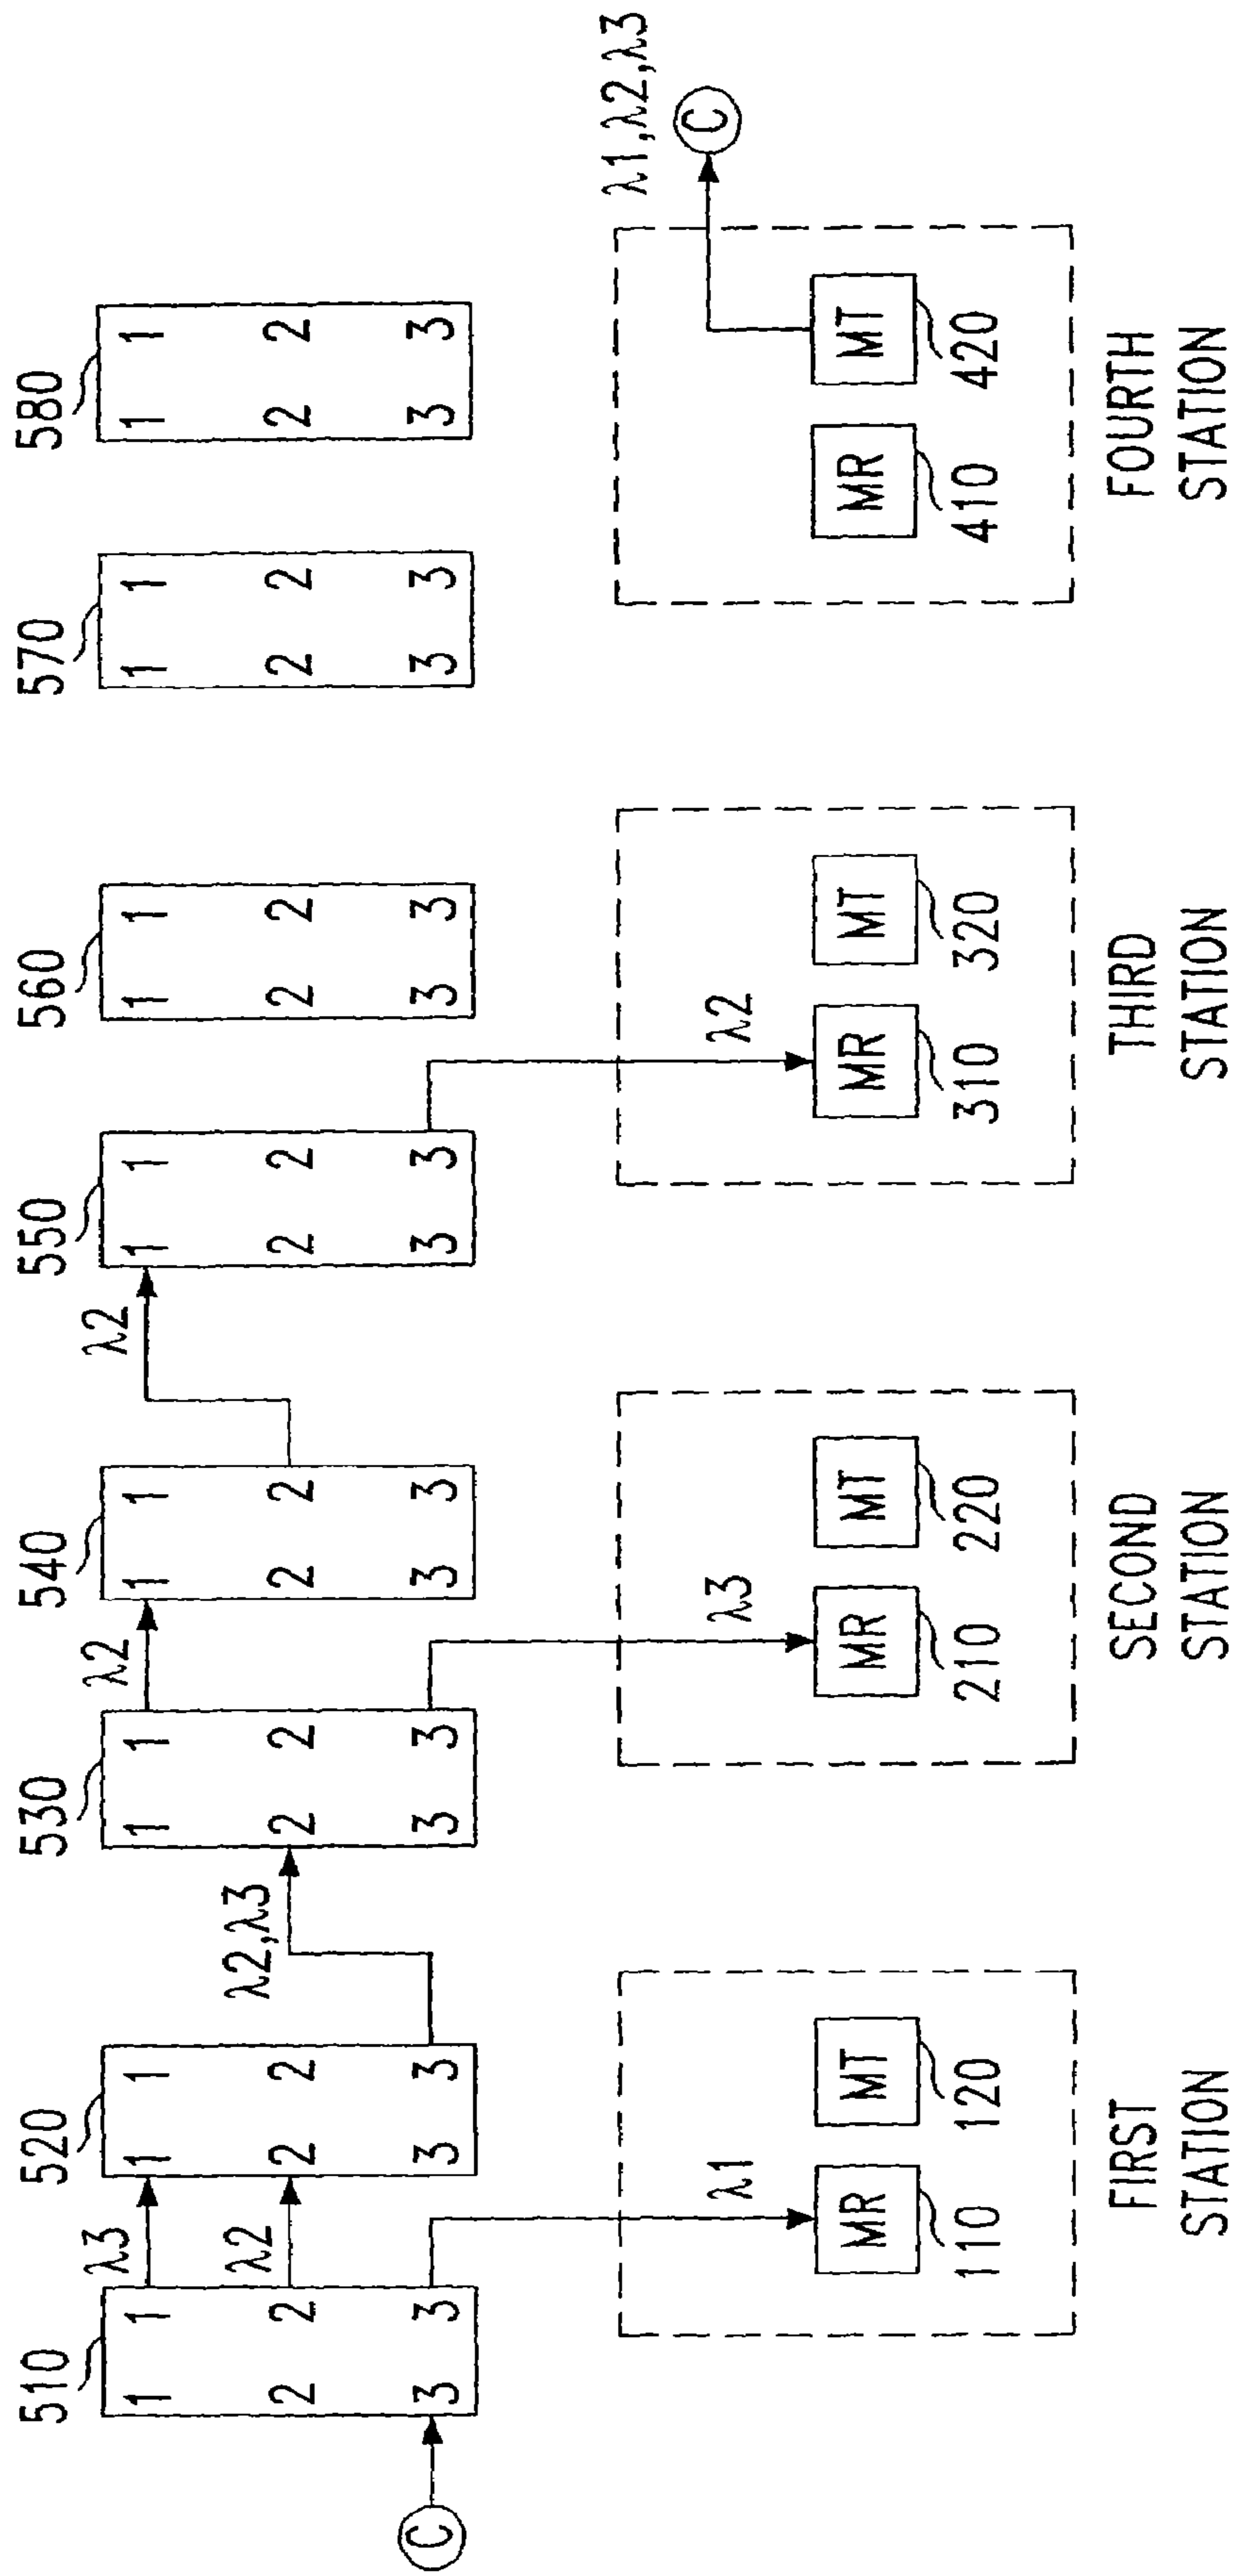 510 520 530 540 550 560 570 580
1 1 1 1 1 1 1 1 1 1 1 1 1 1 1 1
2 2 2 2 2 2 2 2 2 2 2 2 2 2 2 2
3 3 3 3 3 3 3 3 3 3 3 3 3 3 3 3
λ3 λ2 λ2
λ2 λ2,λ3
C
λ1 λ3 λ2 λ1,λ2,λ3
C
MR MT MR MT MR MT MR MT
110 120 210 220 310 320 410 420
FIRST
STATION
SECOND
STATION
THIRD
STATION
FOURTH
STATION